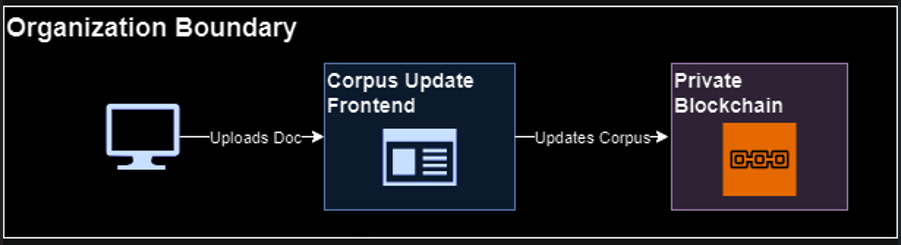 Organization Boundary
Corpus Update
Frontend
Private
Blockchain
Uploads Doc
Updates Corpus